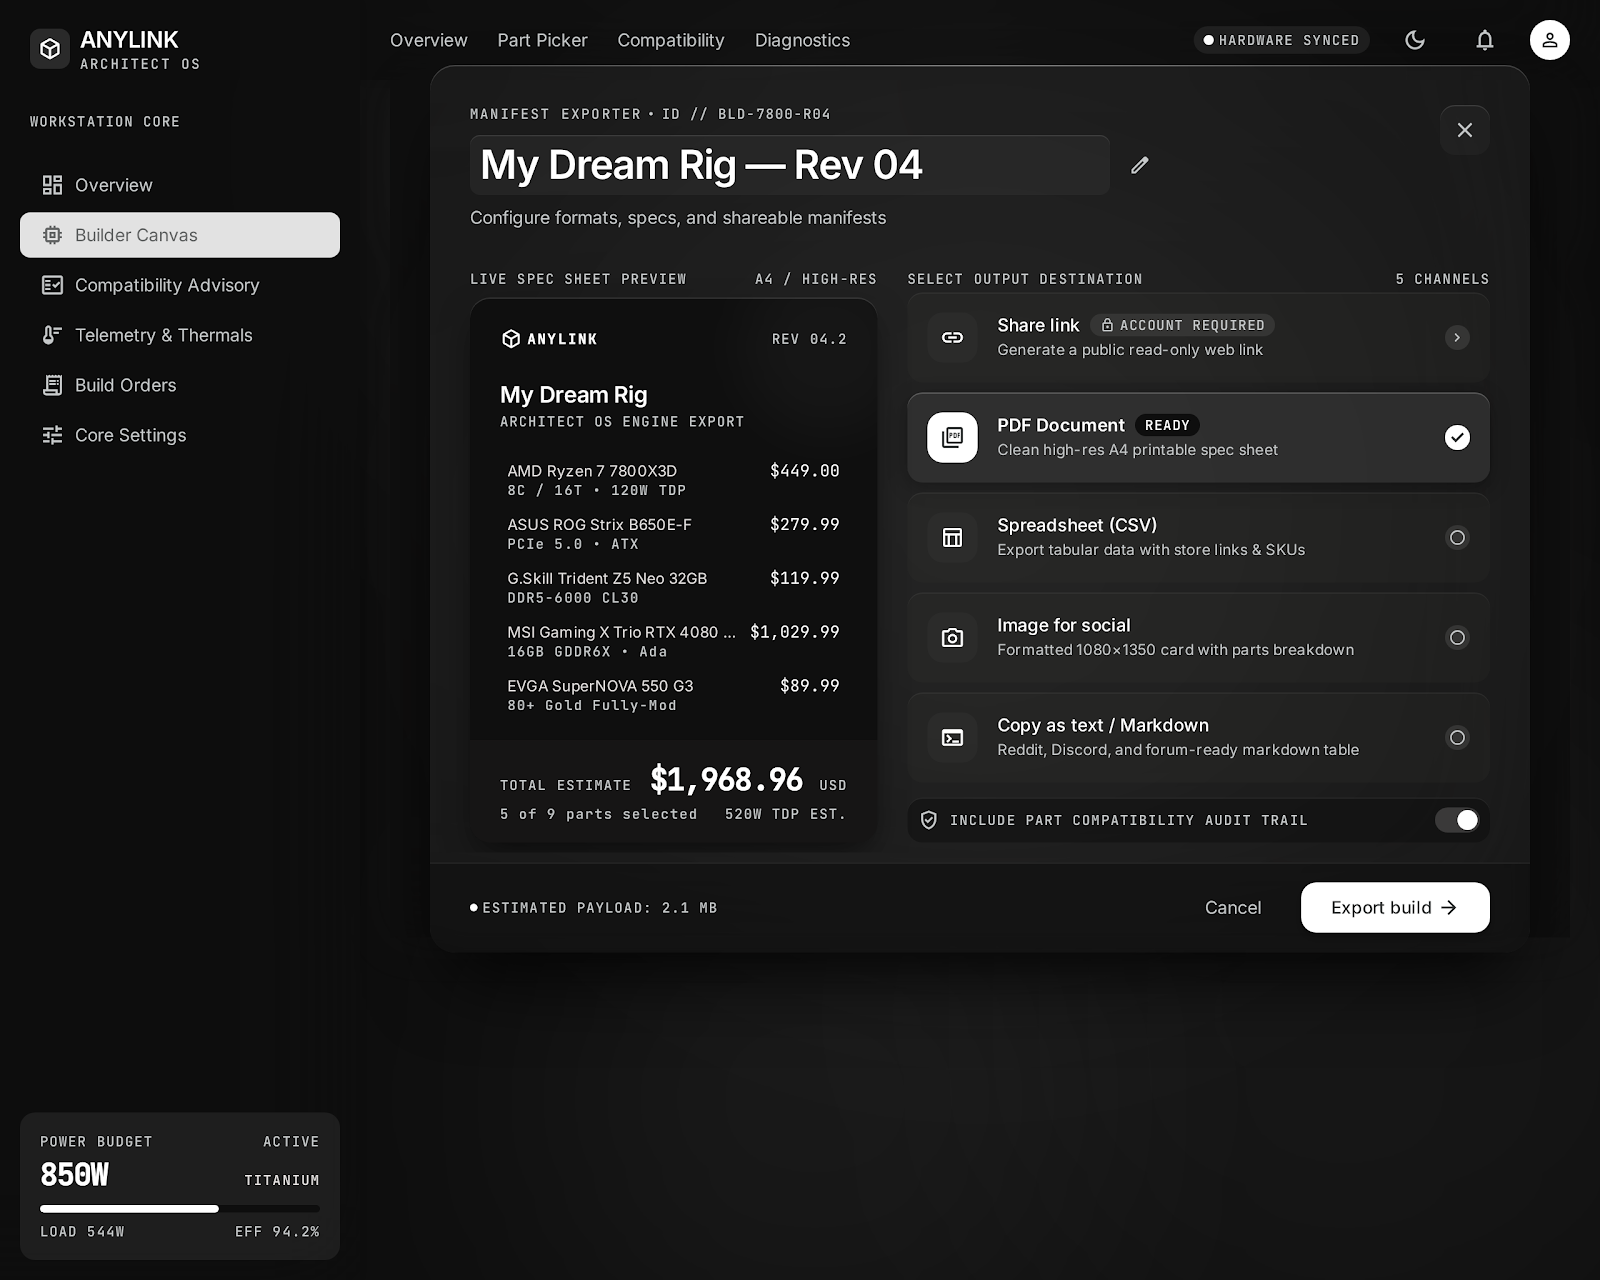 ANYLINK
ARCHITECT OS
Overview
Part Picker
Compatibility
Diagnostics
HARDWARE SYNCED
WORKSTATION CORE
Overview
Builder Canvas
Compatibility Advisory
Telemetry & Thermals
Build Orders
Core Settings
POWER BUDGET
ACTIVE
850W
TITANIUM
LOAD 544W
EFF 94.2%
MANIFEST EXPORTER • ID // BLD-7800-R04
My Dream Rig — Rev 04
Configure formats, specs, and shareable manifests
LIVE SPEC SHEET PREVIEW
A4 / HIGH-RES
ANYLINK
REV 04.2
My Dream Rig
ARCHITECT OS ENGINE EXPORT
AMD Ryzen 7 7800X3D
$449.00
8C / 16T • 120W TDP
ASUS ROG Strix B650E-F
$279.99
PCIe 5.0 • ATX
G.Skill Trident Z5 Neo 32GB
$119.99
DDR5-6000 CL30
MSI Gaming X Trio RTX 4080 ...
$1,029.99
16GB GDDR6X • Ada
EVGA SuperNOVA 550 G3
$89.99
80+ Gold Fully-Mod
TOTAL ESTIMATE
$1,968.96 USD
5 of 9 parts selected
520W TDP EST.
SELECT OUTPUT DESTINATION
5 CHANNELS
Share link
ACCOUNT REQUIRED
Generate a public read-only web link
PDF
PDF Document
READY
Clean high-res A4 printable spec sheet
Spreadsheet (CSV)
Export tabular data with store links & SKUs
Image for social
Formatted 1080×1350 card with parts breakdown
Copy as text / Markdown
Reddit, Discord, and forum-ready markdown table
INCLUDE PART COMPATIBILITY AUDIT TRAIL
ESTIMATED PAYLOAD: 2.1 MB
Cancel
Export build →